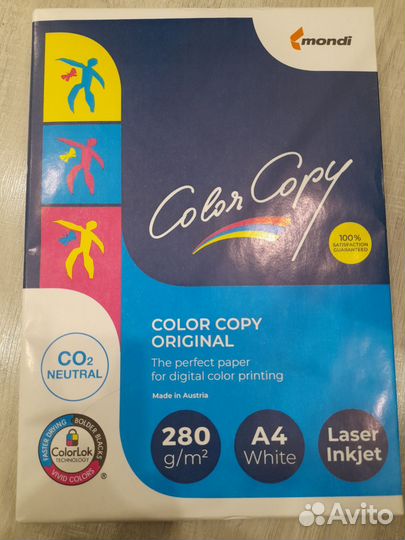 mondi
Color Copy
100%
SATISFACTION
GUARANTEED
COLOR COPY
ORIGINAL
The perfect paper
for digital color printing
Made in Austria
CO₂
NEUTRAL
FASTER DRYING BOLDER BLACKS
ColorLok
TECHNOLOGY
VIVID COLORS
®
280
g/m²
A4
White
Laser
Inkjet
Avito